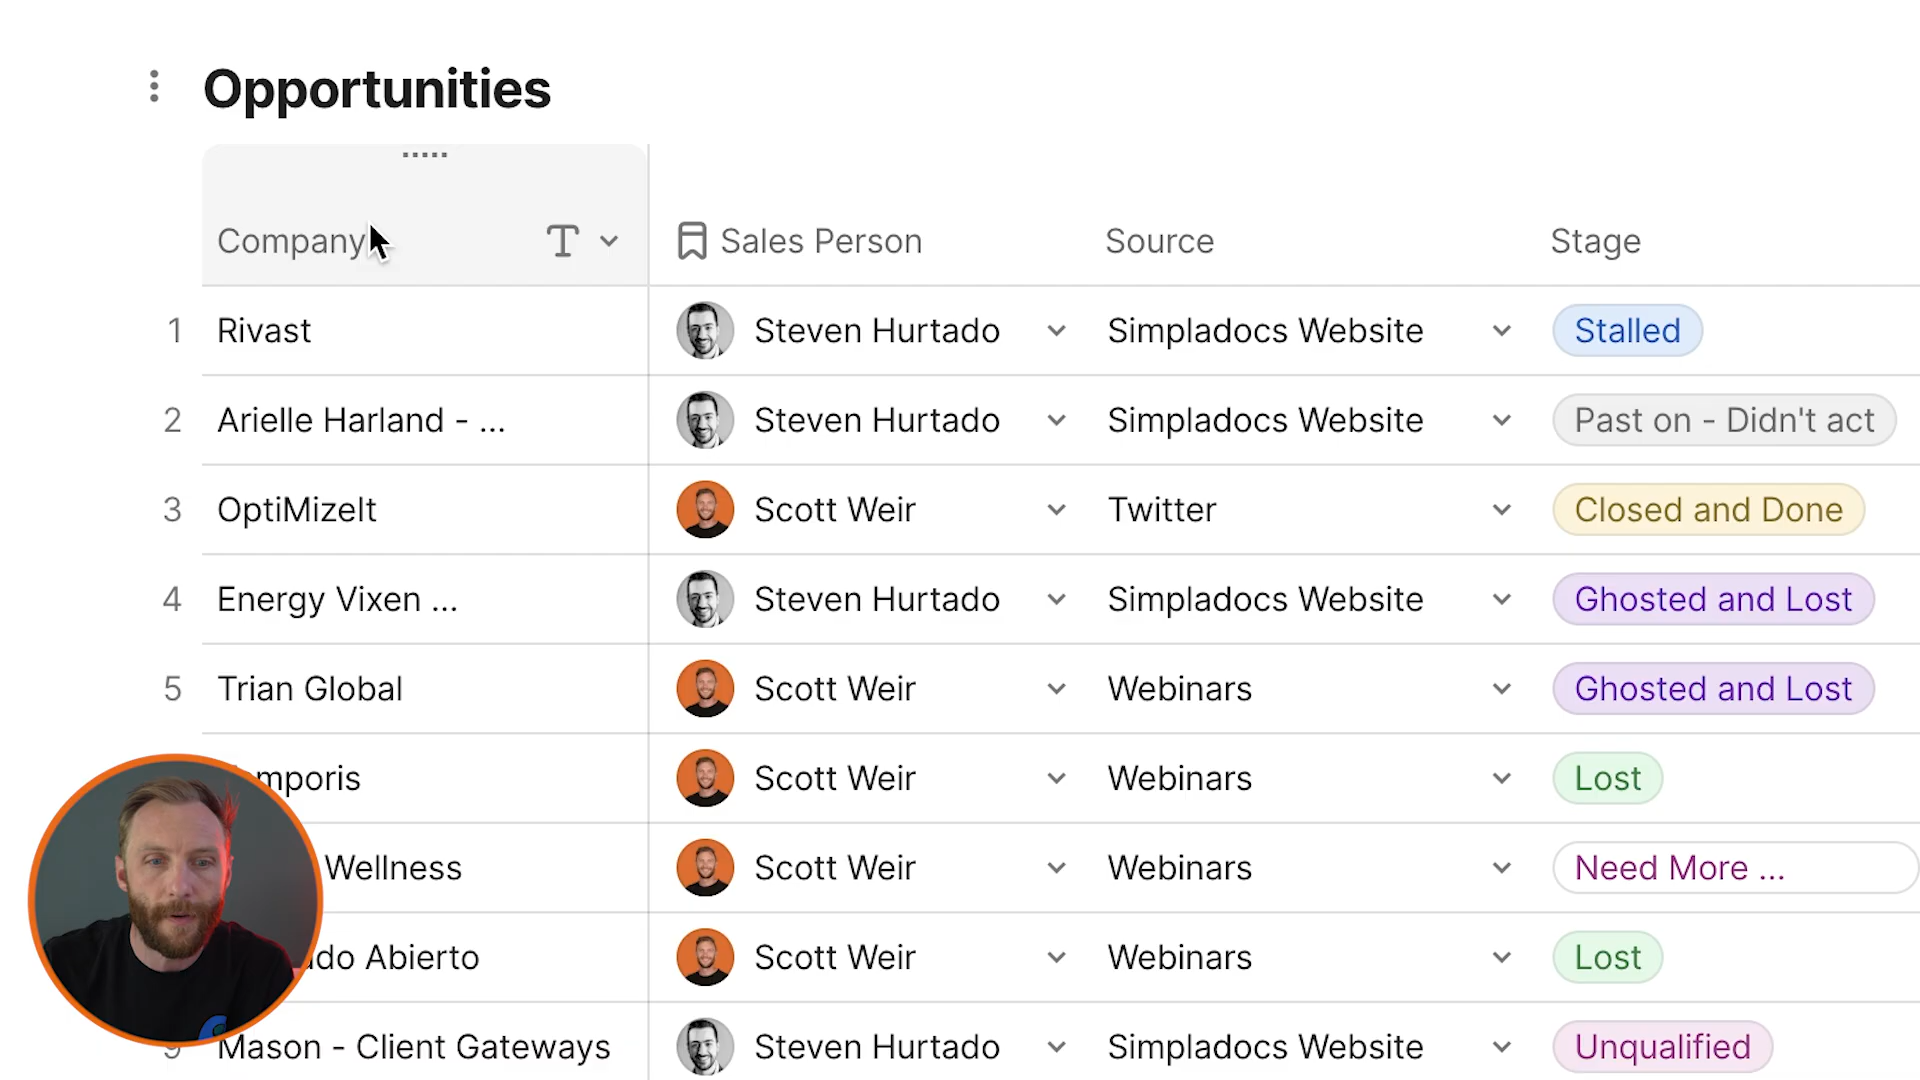 Opportunities
Company Sales Person Source Stage
1 Rivast Steven Hurtado Simpladocs Website Stalled
2 Arielle Harland - ... Steven Hurtado Simpladocs Website Past on - Didn't act
3 OptiMizeIt Scott Weir Twitter Closed and Done
4 Energy Vixen ... Steven Hurtado Simpladocs Website Ghosted and Lost
5 Trian Global Scott Weir Webinars Ghosted and Lost
Scott Weir Webinars Lost
Wellness Scott Weir Webinars Need More ...
Abierto Scott Weir Webinars Lost
9 Mason - Client Gateways Steven Hurtado Simpladocs Website Unqualified